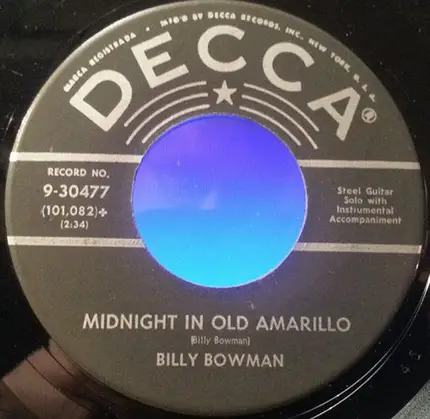 MARCA REGISTRADA • MF'D BY DECCA RECORDS, INC., NEW YORK, U.S.A.
DECCA®
RECORD NO.
9-30477
(101,082)+
(2:34)
Steel Guitar
Solo with
Instrumental
Accompaniment
MIDNIGHT IN OLD AMARILLO
(Billy Bowman)
BILLY BOWMAN